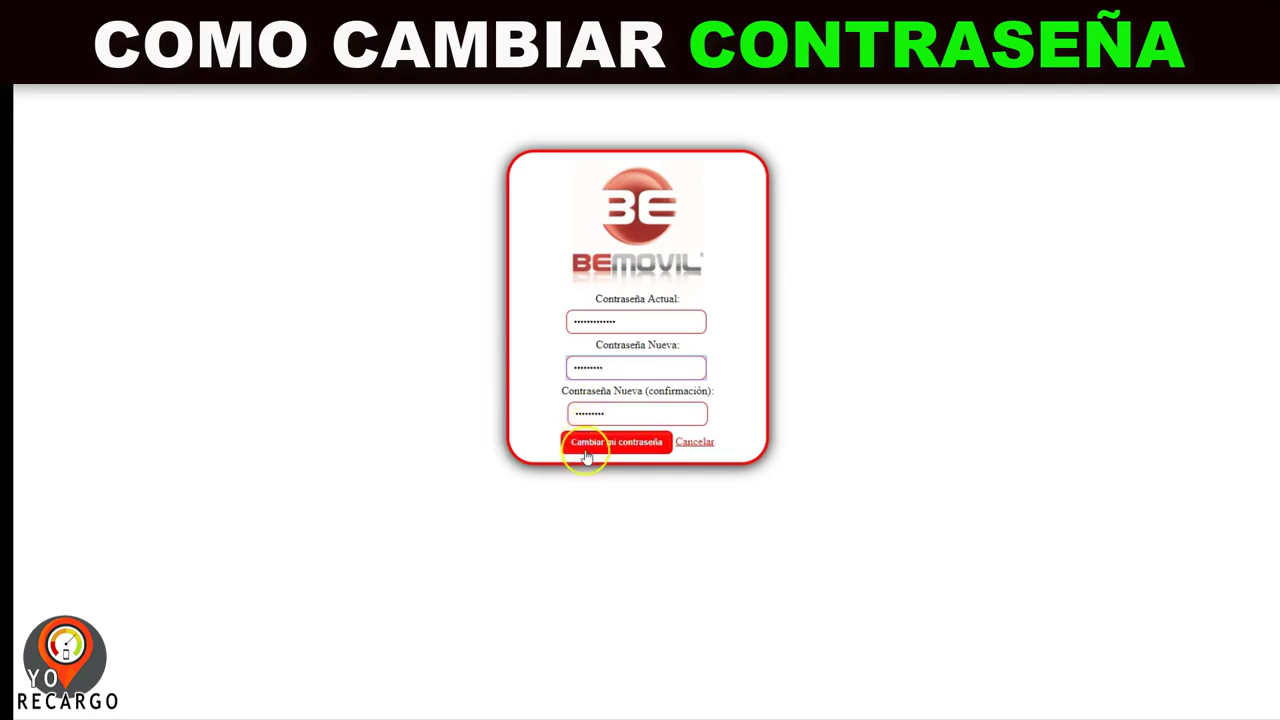 COMO CAMBIAR CONTRASEÑA
BE
BEMOVIL
Contraseña Actual:
•••••••••••••
Contraseña Nueva:
•••••••••
Contraseña Nueva (confirmación):
•••••••••
Cambiar mi contraseña Cancelar
YO
RECARGO